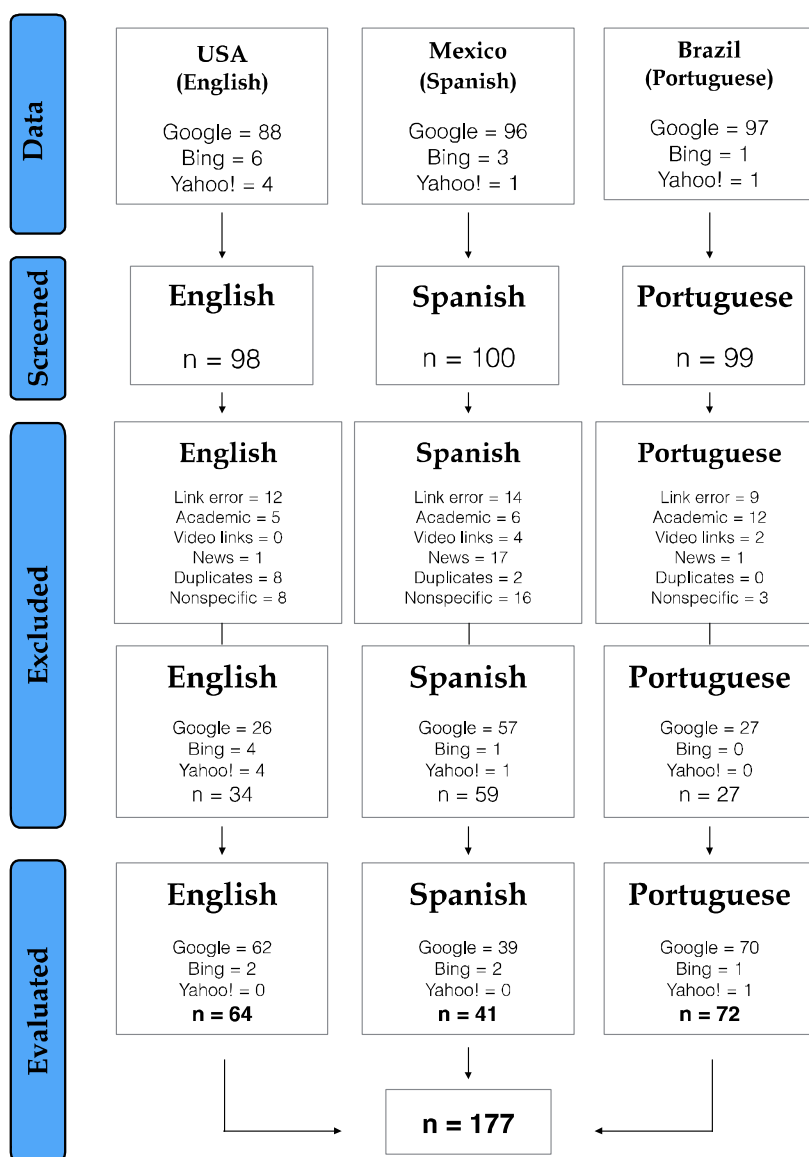 Data
USA
(English)
Google = 88
Bing = 6
Yahoo! = 4
Mexico
(Spanish)
Google = 96
Bing = 3
Yahoo! = 1
Brazil
(Portuguese)
Google = 97
Bing = 1
Yahoo! = 1
Screened
English
n = 98
Spanish
n = 100
Portuguese
n = 99
Excluded
English
Link error = 12
Academic = 5
Video links = 0
News = 1
Duplicates = 8
Nonspecific = 8
Spanish
Link error = 14
Academic = 6
Video links = 4
News = 17
Duplicates = 2
Nonspecific = 16
Portuguese
Link error = 9
Academic = 12
Video links = 2
News = 1
Duplicates = 0
Nonspecific = 3
English
Google = 26
Bing = 4
Yahoo! = 4
n = 34
Spanish
Google = 57
Bing = 1
Yahoo! = 1
n = 59
Portuguese
Google = 27
Bing = 0
Yahoo! = 0
n = 27
Evaluated
English
Google = 62
Bing = 2
Yahoo! = 0
n = 64
Spanish
Google = 39
Bing = 2
Yahoo! = 0
n = 41
Portuguese
Google = 70
Bing = 1
Yahoo! = 1
n = 72
n = 177